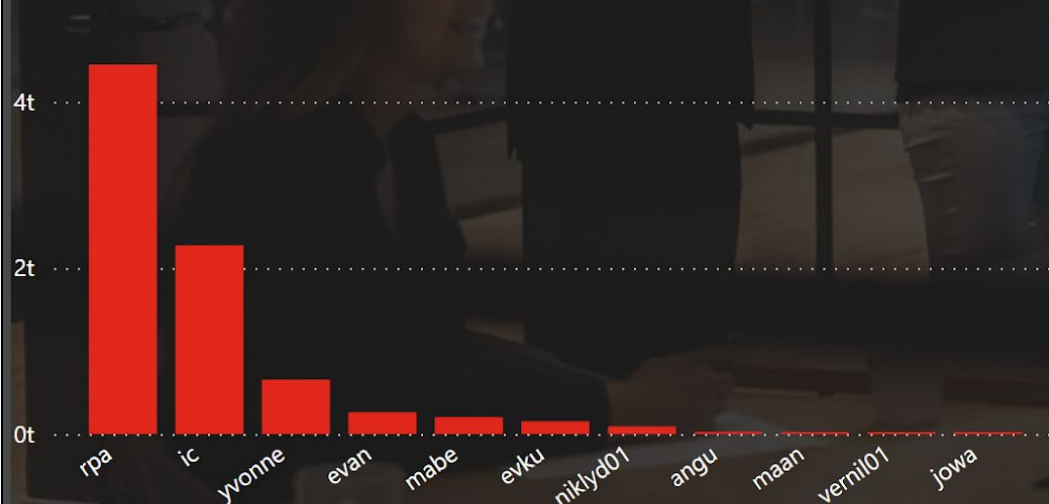 4t
2t
0t
rpa
ic
yvonne
evan
mabe
evku
niklyd01
angu
maan
vernil01
jowa